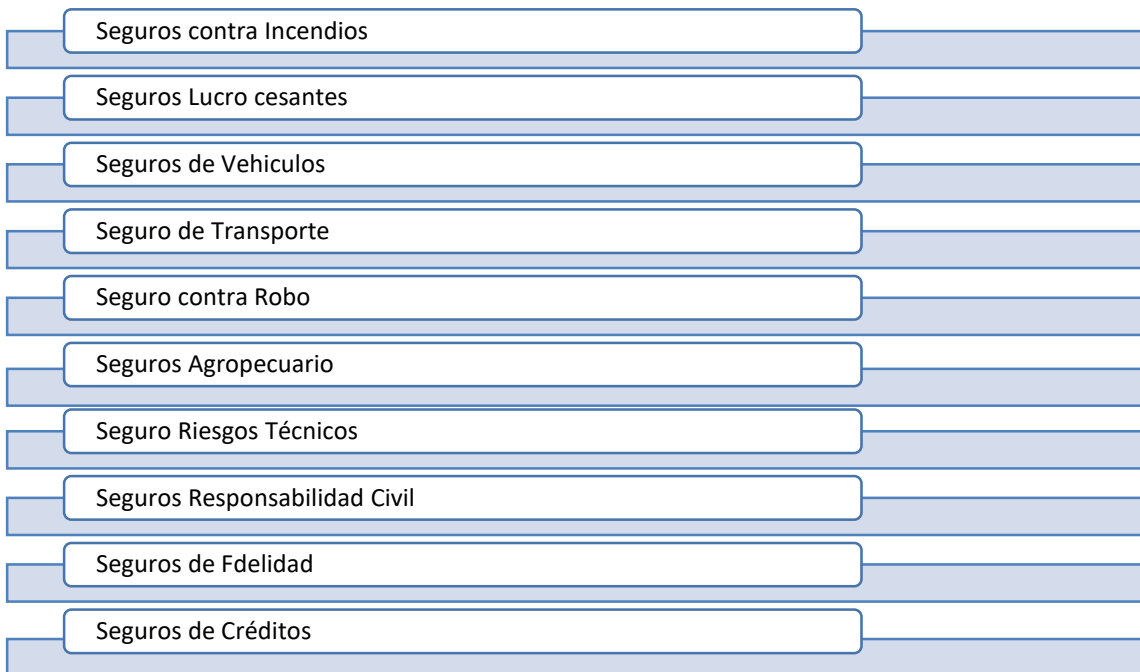 Seguros contra Incendios
Seguros Lucro cesantes
Seguros de Vehiculos
Seguro de Transporte
Seguro contra Robo
Seguros Agropecuario
Seguro Riesgos Técnicos
Seguros Responsabilidad Civil
Seguros de Fdelidad
Seguros de Créditos